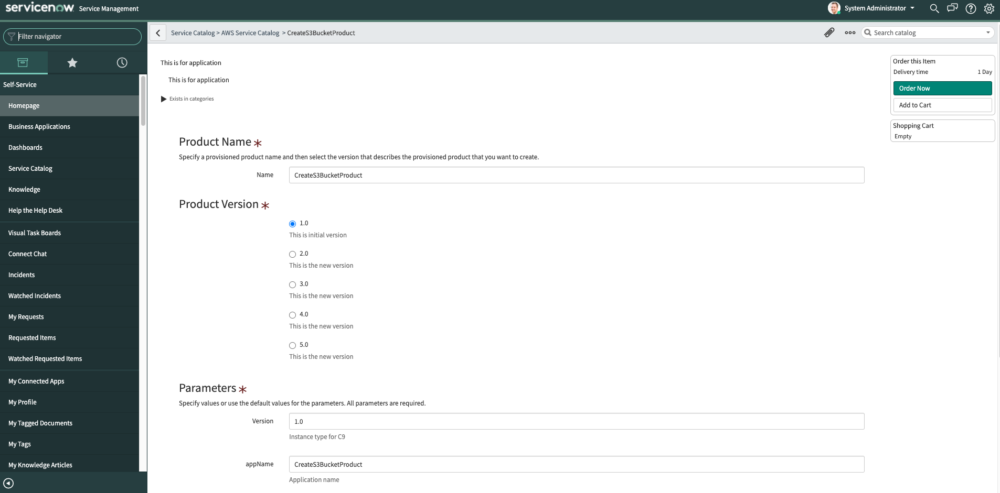 servicenow Service Management
System Administrator
Filter navigator
Self-Service
Homepage
Business Applications
Dashboards
Service Catalog
Knowledge
Help the Help Desk
Visual Task Boards
Connect Chat
Incidents
Watched Incidents
My Requests
Requested Items
Watched Requested Items
My Connected Apps
My Profile
My Tagged Documents
My Tags
My Knowledge Articles
Service Catalog > AWS Service Catalog > CreateS3BucketProduct
Search catalog
This is for application
This is for application
Exists in categories
Product Name *
Specify a provisioned product name and then select the version that describes the provisioned product that you want to create.
Name CreateS3BucketProduct
Product Version *
1.0
This is initial version
2.0
This is the new version
3.0
This is the new version
4.0
This is the new version
5.0
This is the new version
Parameters *
Specify values or use the default values for the parameters. All parameters are required.
Version 1.0
Instance type for C9
appName CreateS3BucketProduct
Application name
Order this Item
Delivery time 1 Day
Order Now
Add to Cart
Shopping Cart
Empty